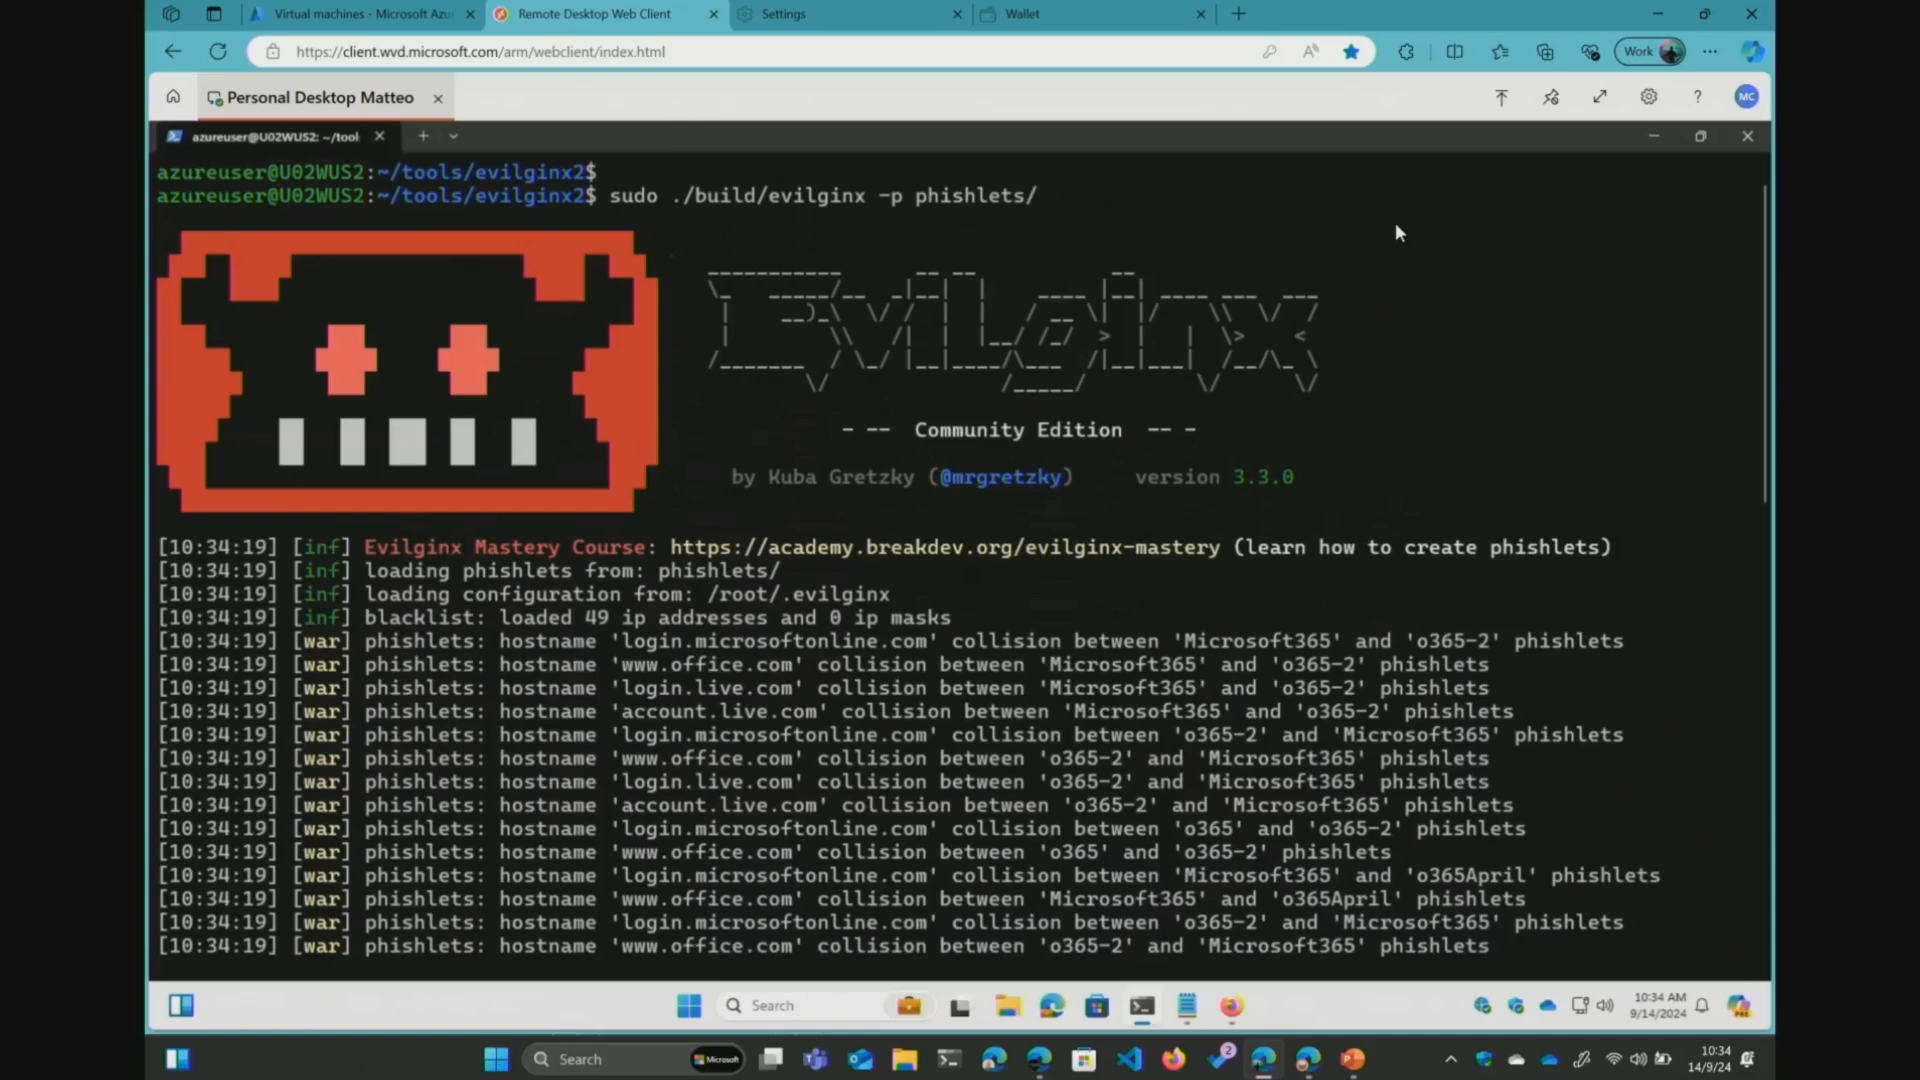 Virtual machines - Microsoft Azu
Remote Desktop Web Client
Settings
Wallet
https://client.wvd.microsoft.com/arm/webclient/index.html
Work
Personal Desktop Matteo
MC
azureuser@U02WUS2: ~/tool
azureuser@U02WUS2:~/tools/evilginx2$
azureuser@U02WUS2:~/tools/evilginx2$ sudo ./build/evilginx -p phishlets/
Evilginx
- -- Community Edition -- -
by Kuba Gretzky (@mrgretzky) version 3.3.0
[10:34:19] [inf] Evilginx Mastery Course: https://academy.breakdev.org/evilginx-mastery (learn how to create phishlets)
[10:34:19] [inf] loading phishlets from: phishlets/
[10:34:19] [inf] loading configuration from: /root/.evilginx
[10:34:19] [inf] blacklist: loaded 49 ip addresses and 0 ip masks
[10:34:19] [war] phishlets: hostname 'login.microsoftonline.com' collision between 'Microsoft365' and 'o365-2' phishlets
[10:34:19] [war] phishlets: hostname 'www.office.com' collision between 'Microsoft365' and 'o365-2' phishlets
[10:34:19] [war] phishlets: hostname 'login.live.com' collision between 'Microsoft365' and 'o365-2' phishlets
[10:34:19] [war] phishlets: hostname 'account.live.com' collision between 'Microsoft365' and 'o365-2' phishlets
[10:34:19] [war] phishlets: hostname 'login.microsoftonline.com' collision between 'o365-2' and 'Microsoft365' phishlets
[10:34:19] [war] phishlets: hostname 'www.office.com' collision between 'o365-2' and 'Microsoft365' phishlets
[10:34:19] [war] phishlets: hostname 'login.live.com' collision between 'o365-2' and 'Microsoft365' phishlets
[10:34:19] [war] phishlets: hostname 'account.live.com' collision between 'o365-2' and 'Microsoft365' phishlets
[10:34:19] [war] phishlets: hostname 'login.microsoftonline.com' collision between 'o365' and 'o365-2' phishlets
[10:34:19] [war] phishlets: hostname 'www.office.com' collision between 'o365' and 'o365-2' phishlets
[10:34:19] [war] phishlets: hostname 'login.microsoftonline.com' collision between 'Microsoft365' and 'o365April' phishlets
[10:34:19] [war] phishlets: hostname 'www.office.com' collision between 'Microsoft365' and 'o365April' phishlets
[10:34:19] [war] phishlets: hostname 'login.microsoftonline.com' collision between 'o365-2' and 'Microsoft365' phishlets
[10:34:19] [war] phishlets: hostname 'www.office.com' collision between 'o365-2' and 'Microsoft365' phishlets
Search
10:34 AM
9/14/2024
Search
Microsoft
2
10:34
14/9/24